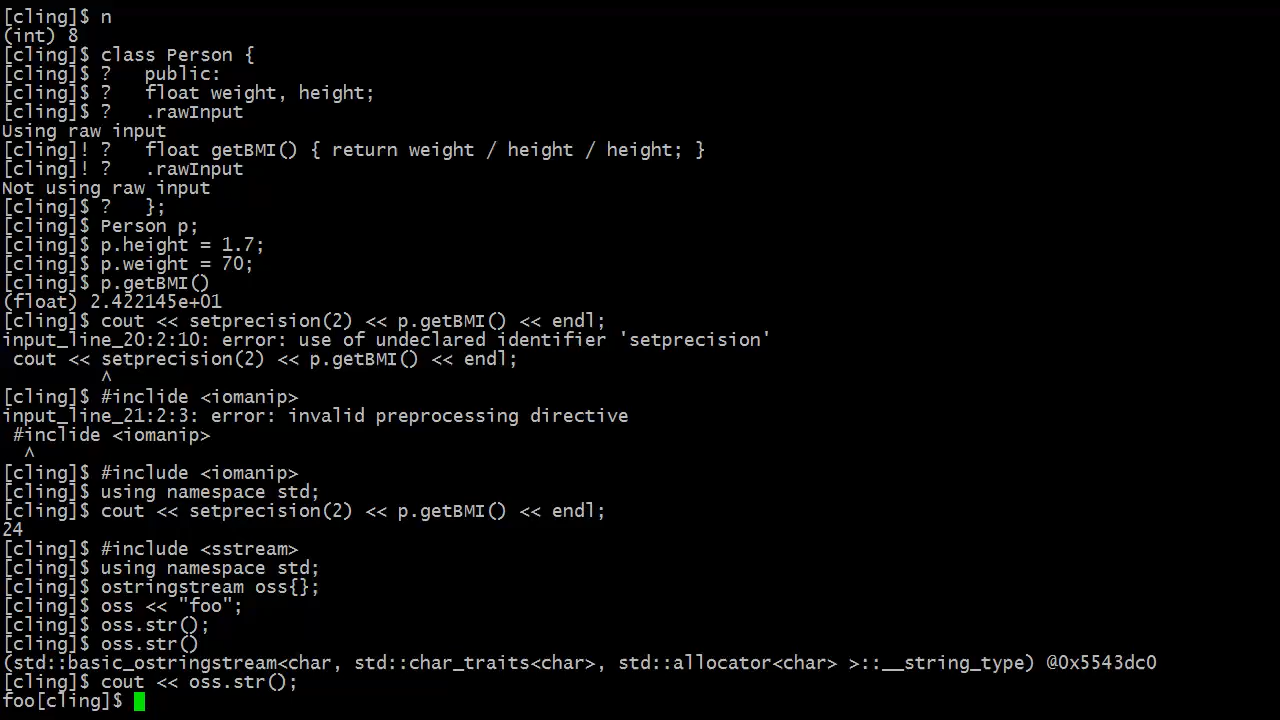 [cling]$ n
(int) 8
[cling]$ class Person {
[cling]$ ?   public:
[cling]$ ?   float weight, height;
[cling]$ ?   .rawInput
Using raw input
[cling]! ?   float getBMI() { return weight / height / height; }
[cling]! ?   .rawInput
Not using raw input
[cling]$ ?   };
[cling]$ Person p;
[cling]$ p.height = 1.7;
[cling]$ p.weight = 70;
[cling]$ p.getBMI()
(float) 2.422145e+01
[cling]$ cout << setprecision(2) << p.getBMI() << endl;
input_line_20:2:10: error: use of undeclared identifier 'setprecision'
 cout << setprecision(2) << p.getBMI() << endl;
         ^
[cling]$ #inclide <iomanip>
input_line_21:2:3: error: invalid preprocessing directive
 #inclide <iomanip>
  ^
[cling]$ #include <iomanip>
[cling]$ using namespace std;
[cling]$ cout << setprecision(2) << p.getBMI() << endl;
24
[cling]$ #include <sstream>
[cling]$ using namespace std;
[cling]$ ostringstream oss{};
[cling]$ oss << "foo";
[cling]$ oss.str();
[cling]$ oss.str()
(std::basic_ostringstream<char, std::char_traits<char>, std::allocator<char> >::__string_type) @0x5543dc0
[cling]$ cout << oss.str();
foo[cling]$